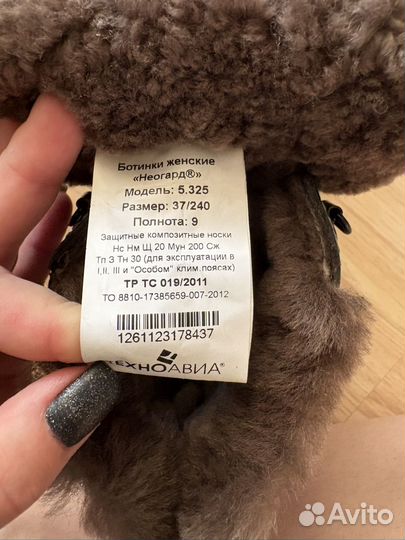 Ботинки женские
«Неогард®»
Модель: 5.325
Размер: 37/240
Полнота: 9
Защитные композитные носки
Нс Нм Щ 20 Мун 200 Сж
Тп З Тн 30 (для эксплуатации в
I,II, III и "Особом" клим.поясах)
ТР ТС 019/2011
ТО 8810-17385659-007-2012
1261123178437
ТЕХНОАВИА®
Avito